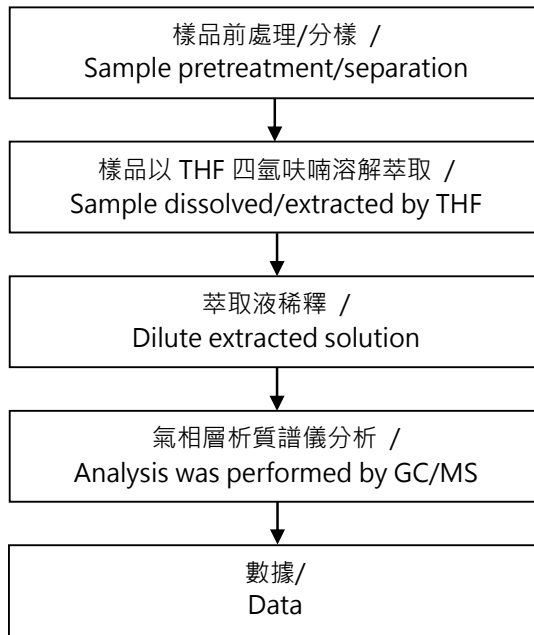 樣品前處理/分樣 /
Sample pretreatment/separation
樣品以 THF 四氫呋喃溶解萃取 /
Sample dissolved/extracted by THF
萃取液稀釋 /
Dilute extracted solution
氣相層析質譜儀分析 /
Analysis was performed by GC/MS
數據/
Data